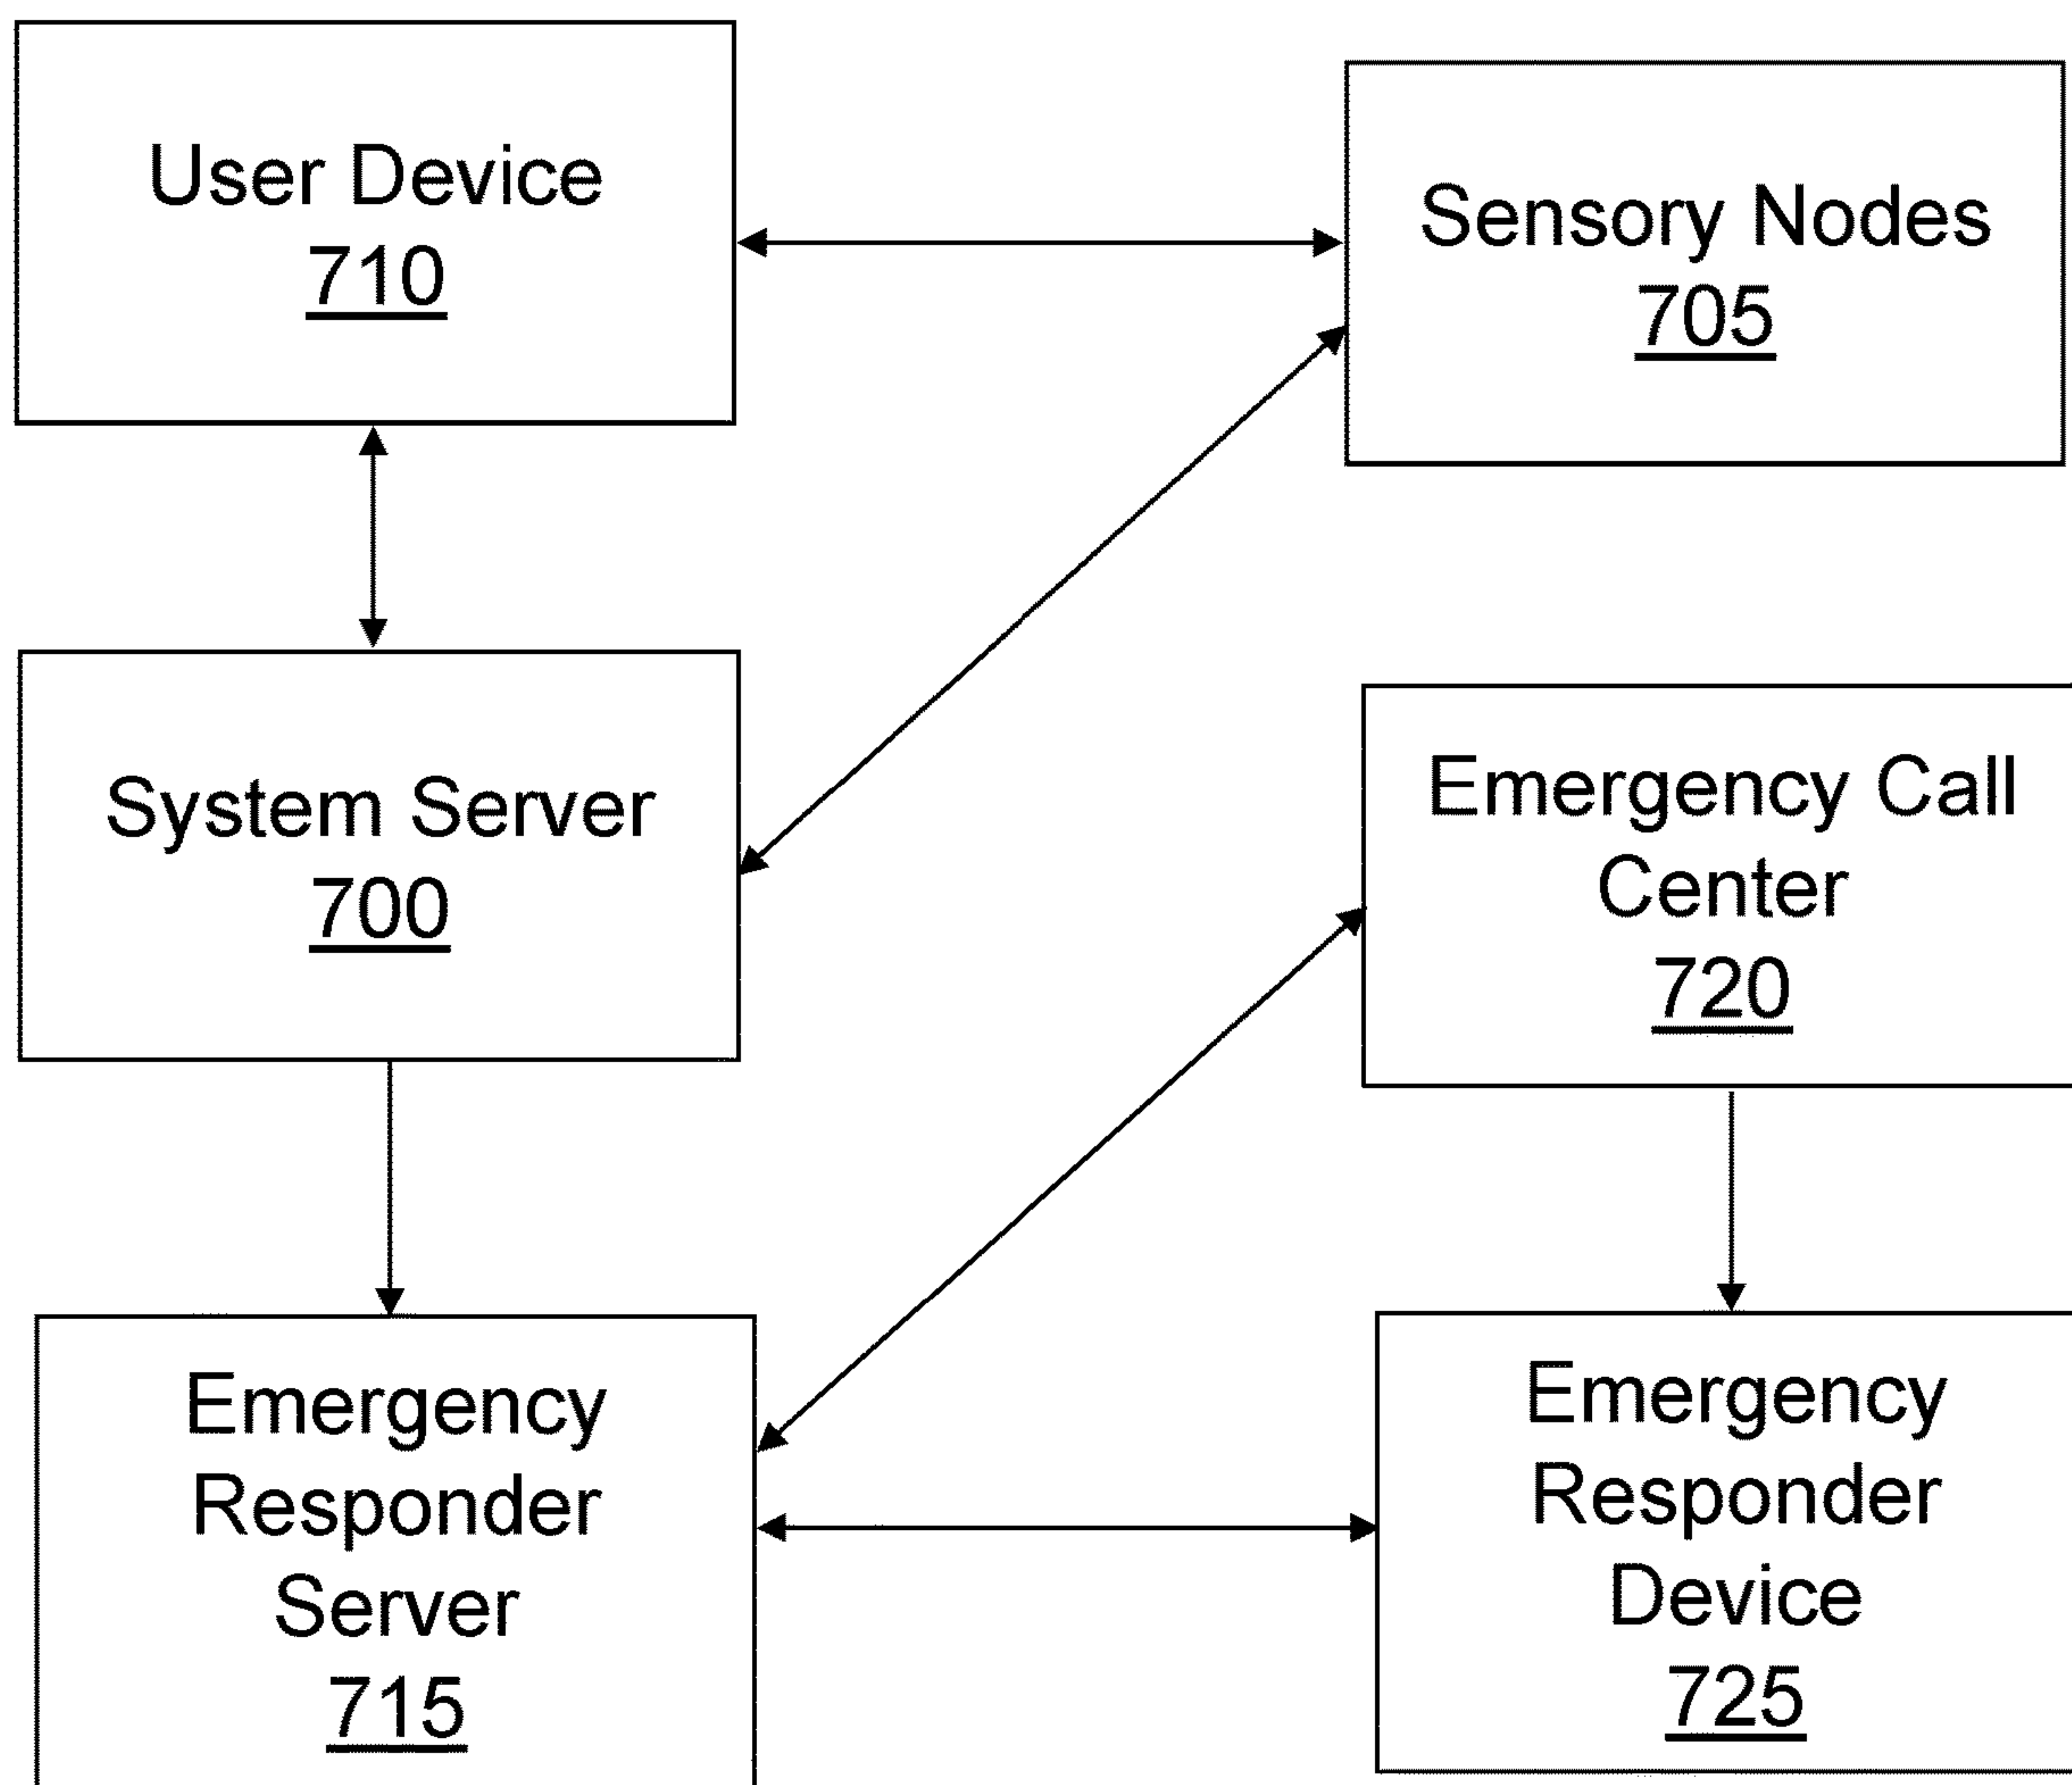 User Device
710
Sensory Nodes
705
System Server
700
Emergency Call
Center
720
Emergency
Responder
Server
715
Emergency
Responder
Device
725